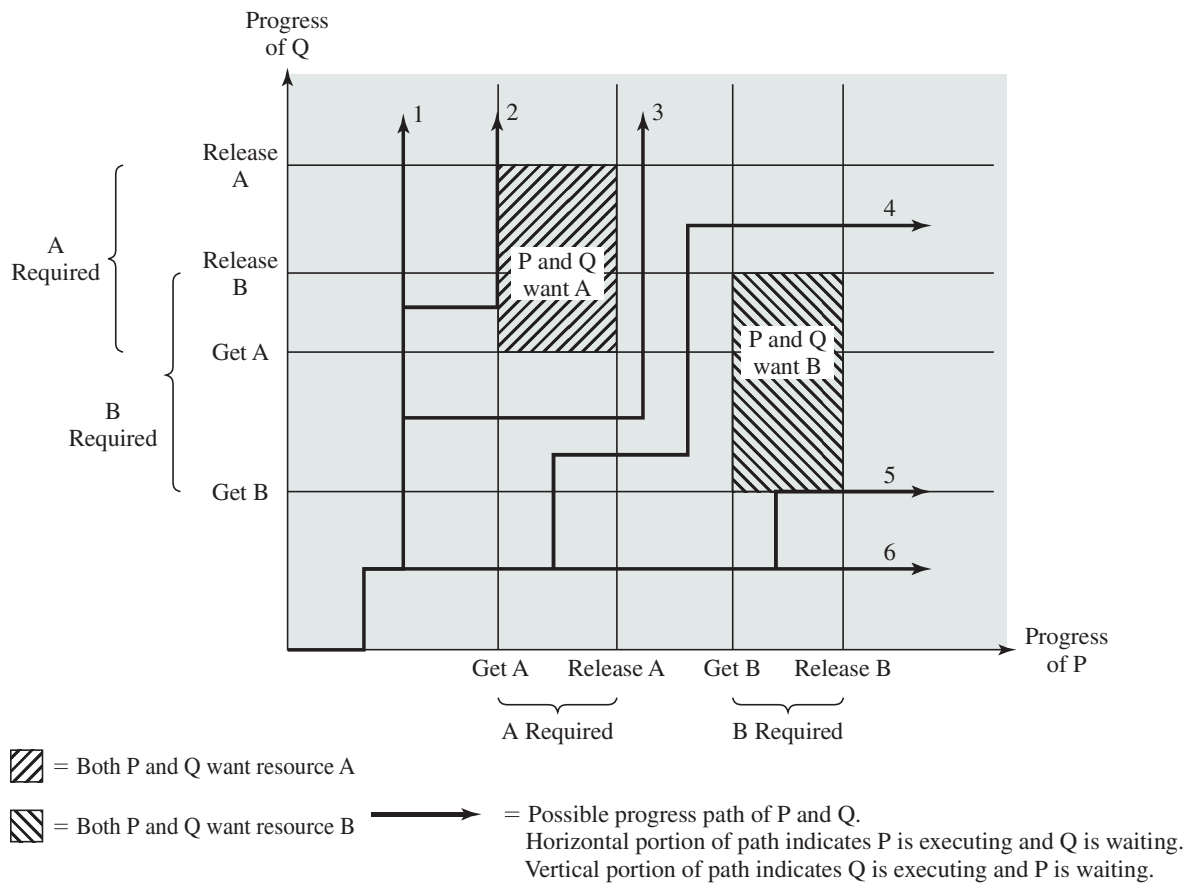 Progress
of Q
1
2
3
Release
A
4
A
Required
Release
B
P and Q
want A
P and Q
want B
Get A
B
Required
Get B
5
6
Progress
of P
Get A
Release A
Get B
Release B
A Required
B Required
= Both P and Q want resource A
= Both P and Q want resource B
= Possible progress path of P and Q.
Horizontal portion of path indicates P is executing and Q is waiting.
Vertical portion of path indicates Q is executing and P is waiting.